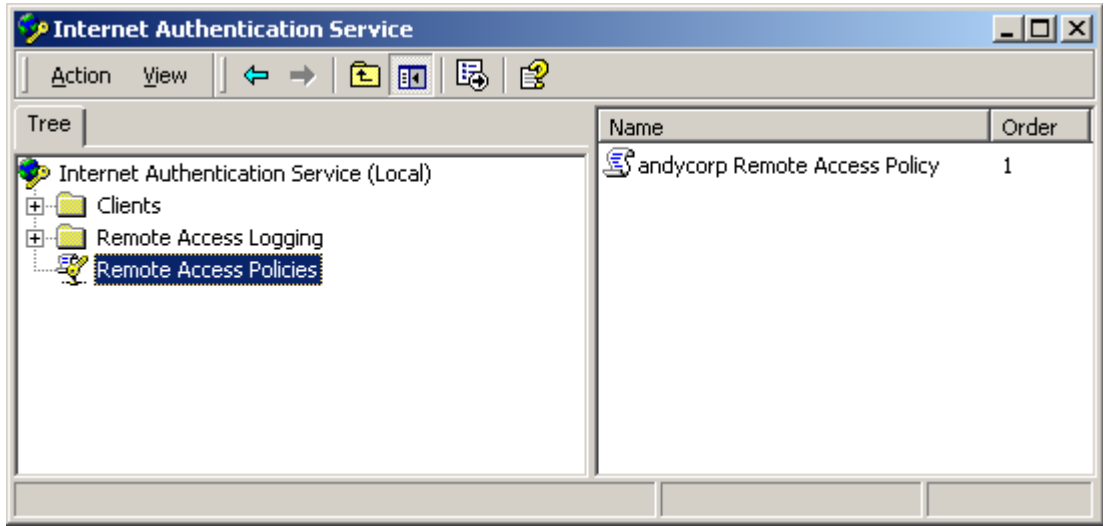 Internet Authentication Service
Action View
Tree
Name Order
Internet Authentication Service (Local)
Clients
Remote Access Logging
Remote Access Policies
andycorp Remote Access Policy 1